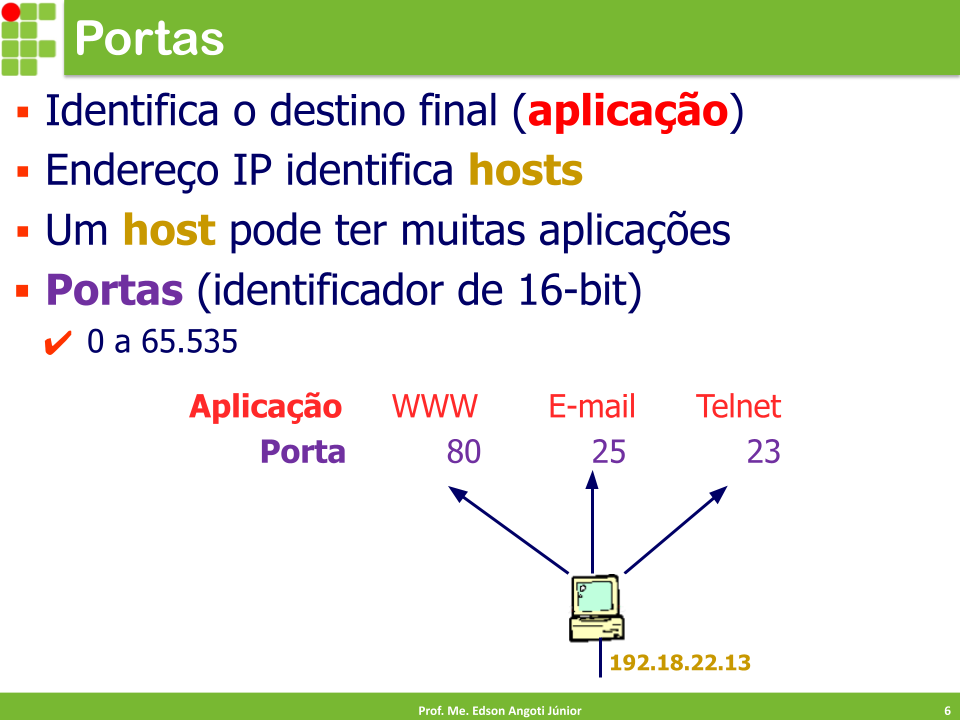 Portas
▪ Identifica o destino final (aplicação)
▪ Endereço IP identifica hosts
▪ Um host pode ter muitas aplicações
▪ Portas (identificador de 16-bit)
✔ 0 a 65.535
Aplicação WWW E-mail Telnet
Porta 80 25 23
192.18.22.13
Prof. Me. Edson Angoti Júnior 6